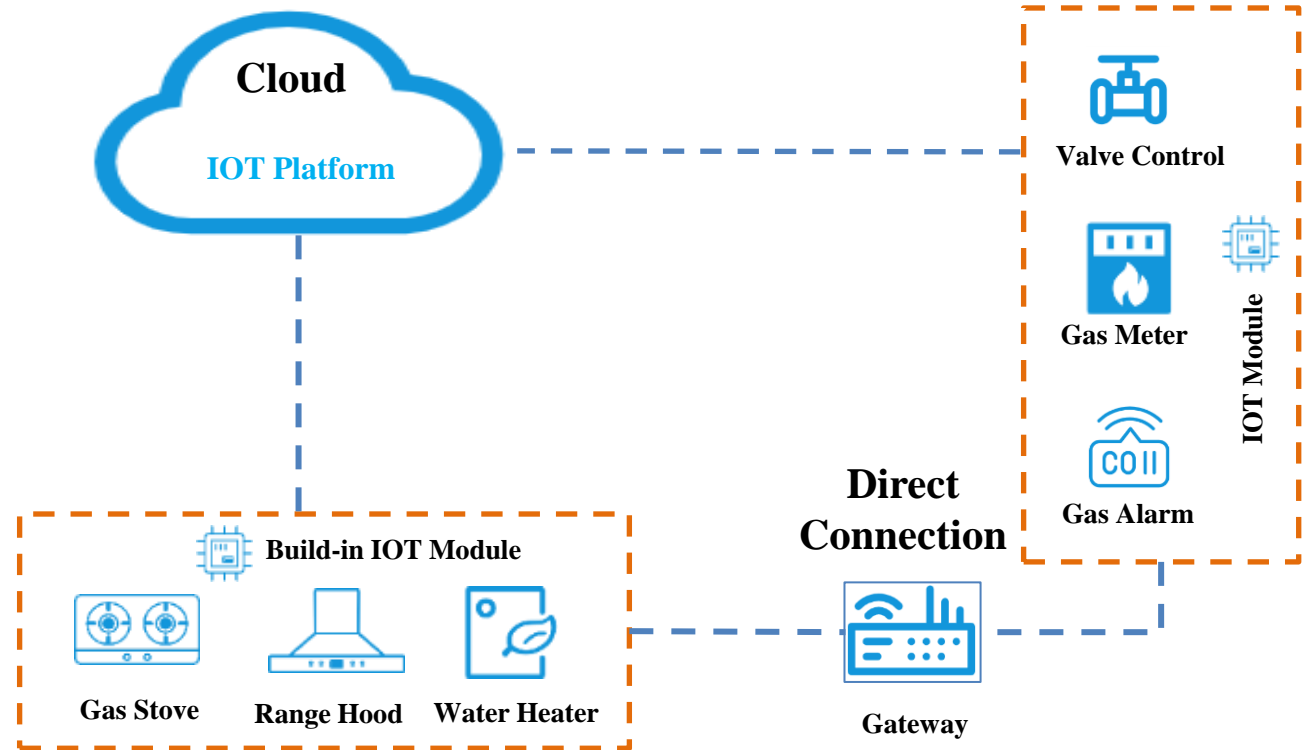 Cloud
IOT Platform
Valve Control
Gas Meter
IOT Module
CO
Gas Alarm
Direct
Connection
Build-in IOT Module
Gas Stove
Range Hood
Water Heater
Gateway